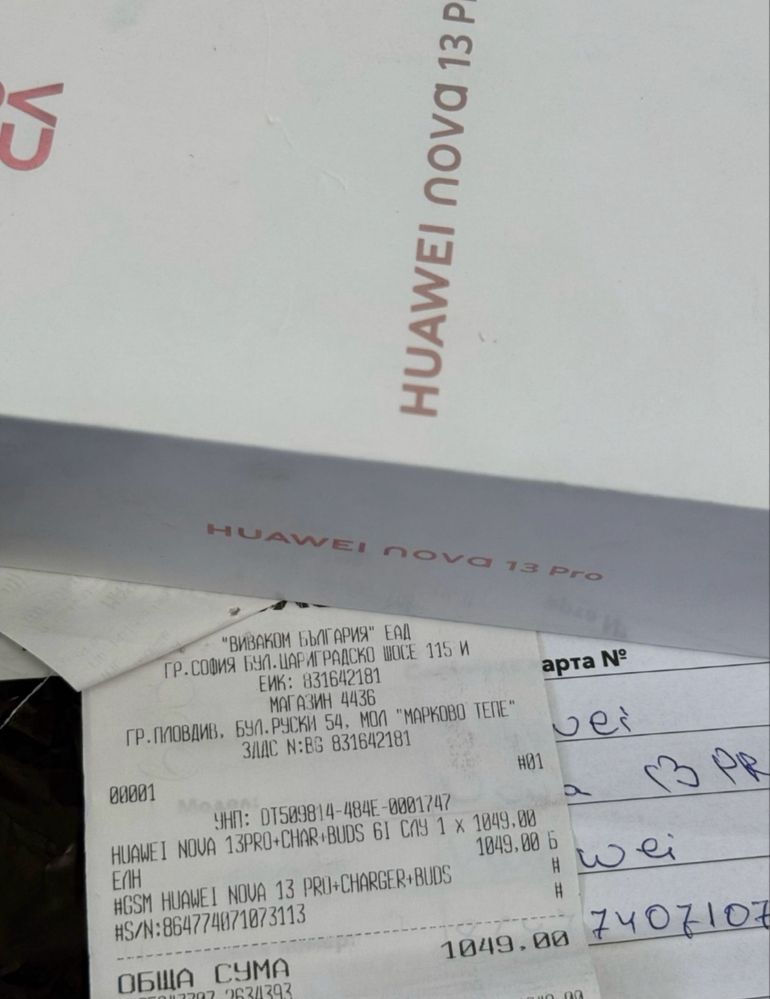 HUAWEI nova 13 P
HUAWEI nova 13 Pro
"ВИВАКОМ БЪЛГАРИЯ" ЕАД
ГР.СОФИЯ БУЛ.ЦАРИГРАДСКО ШОСЕ 115 И
ЕИК: 831642181
МАГАЗИН 4436
ГР.ПЛОВДИВ, БУЛ.РУСКИ 54, МОЛ "МАРКОВО ТЕПЕ"
ЗДДС N:BG 831642181
00001 #01
УНП: DT509814-484E-0001747
HUAWEI NOVA 13PRO+CHAR+BUDS 6I СЛУ 1 x 1049.00
ЕЛН 1049.00 Б
#GSM HUAWEI NOVA 13 PRO+CHARGER+BUDS #
#S/N:864774071073113 #
ОБЩА СУМА 1049.00
арта №
wei
a 13 PR
wei
7407107